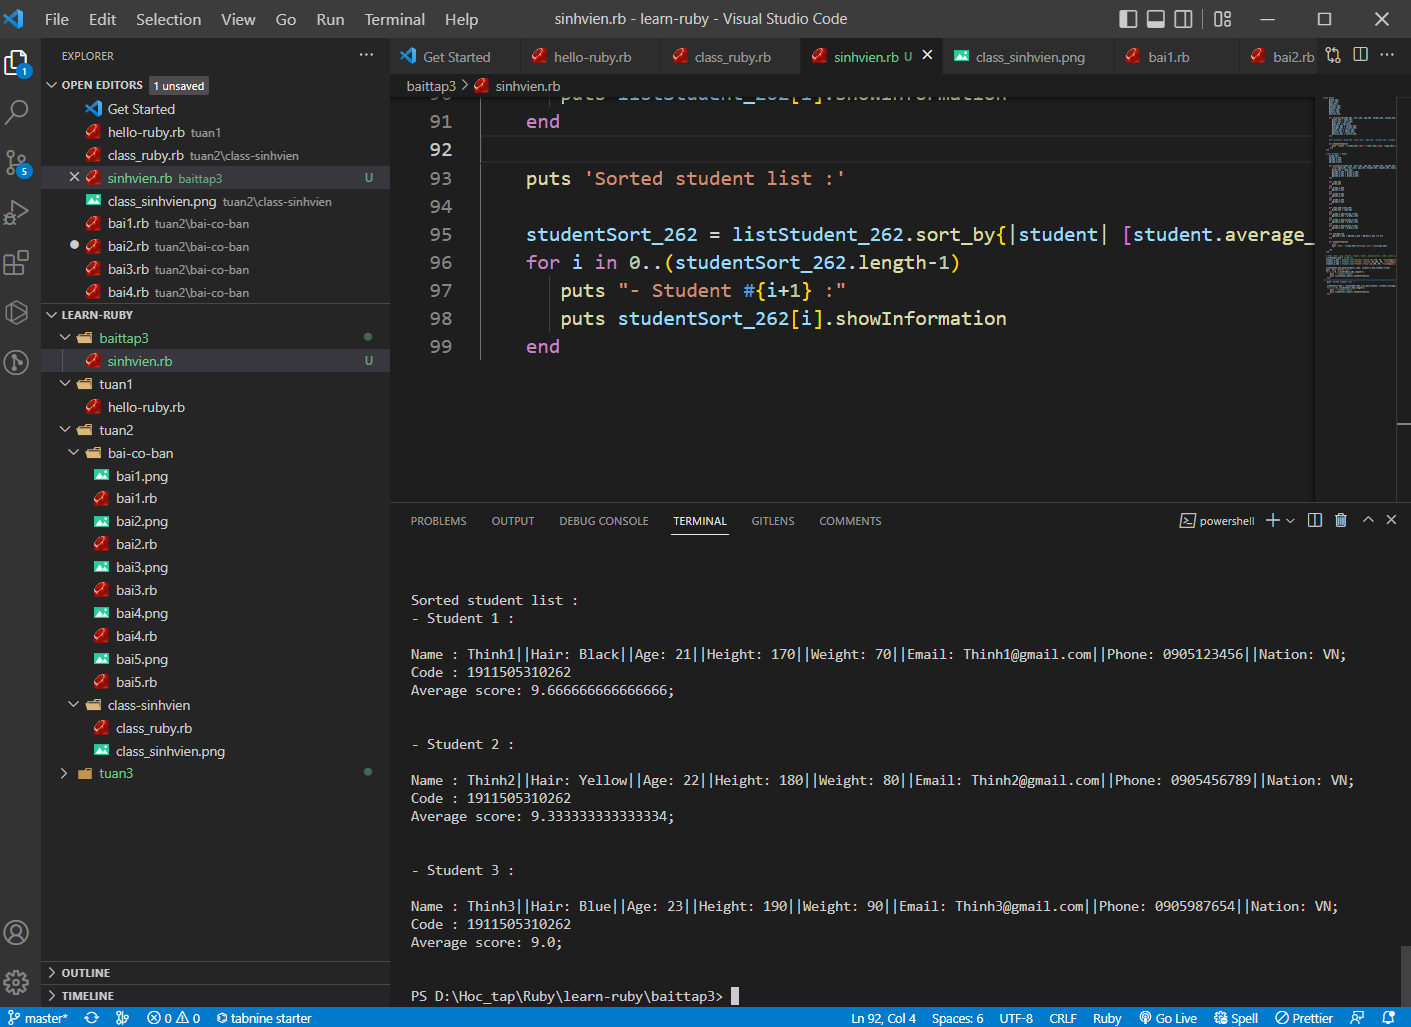 File Edit Selection View Go Run Terminal Help
sinhvien.rb - learn-ruby - Visual Studio Code
EXPLORER
Get Started
hello-ruby.rb
class_ruby.rb
sinhvien.rb U
class_sinhvien.png
bai1.rb
bai2.rb
OPEN EDITORS 1 unsaved
Get Started
hello-ruby.rb tuan1
class_ruby.rb tuan2\class-sinhvien
sinhvien.rb baittap3 U
class_sinhvien.png tuan2\class-sinhvien
bai1.rb tuan2\bai-co-ban
bai2.rb tuan2\bai-co-ban
bai3.rb tuan2\bai-co-ban
bai4.rb tuan2\bai-co-ban
LEARN-RUBY
baittap3
sinhvien.rb U
tuan1
hello-ruby.rb
tuan2
bai-co-ban
bai1.png
bai1.rb
bai2.png
bai2.rb
bai3.png
bai3.rb
bai4.png
bai4.rb
bai5.png
bai5.rb
class-sinhvien
class_ruby.rb
class_sinhvien.png
tuan3
OUTLINE
TIMELINE
1
5
baittap3 > sinhvien.rb
90 puts listStudent_262[i].showInformation
91 end
92
93 puts 'Sorted student list :'
94
95 studentSort_262 = listStudent_262.sort_by{|student| [student.average_
96 for i in 0..(studentSort_262.length-1)
97 puts "- Student #{i+1} :"
98 puts studentSort_262[i].showInformation
99 end
PROBLEMS OUTPUT DEBUG CONSOLE TERMINAL GITLENS COMMENTS
powershell
Sorted student list :
- Student 1 :
Name : Thinh1||Hair: Black||Age: 21||Height: 170||Weight: 70||Email: Thinh1@gmail.com||Phone: 0905123456||Nation: VN;
Code : 1911505310262
Average score: 9.666666666666666;
- Student 2 :
Name : Thinh2||Hair: Yellow||Age: 22||Height: 180||Weight: 80||Email: Thinh2@gmail.com||Phone: 0905456789||Nation: VN;
Code : 1911505310262
Average score: 9.333333333333334;
- Student 3 :
Name : Thinh3||Hair: Blue||Age: 23||Height: 190||Weight: 90||Email: Thinh3@gmail.com||Phone: 0905987654||Nation: VN;
Code : 1911505310262
Average score: 9.0;
PS D:\Hoc_tap\Ruby\learn-ruby\baittap3>
master* 0 0 tabnine starter
Ln 92, Col 4 Spaces: 6 UTF-8 CRLF Ruby Go Live Spell Prettier